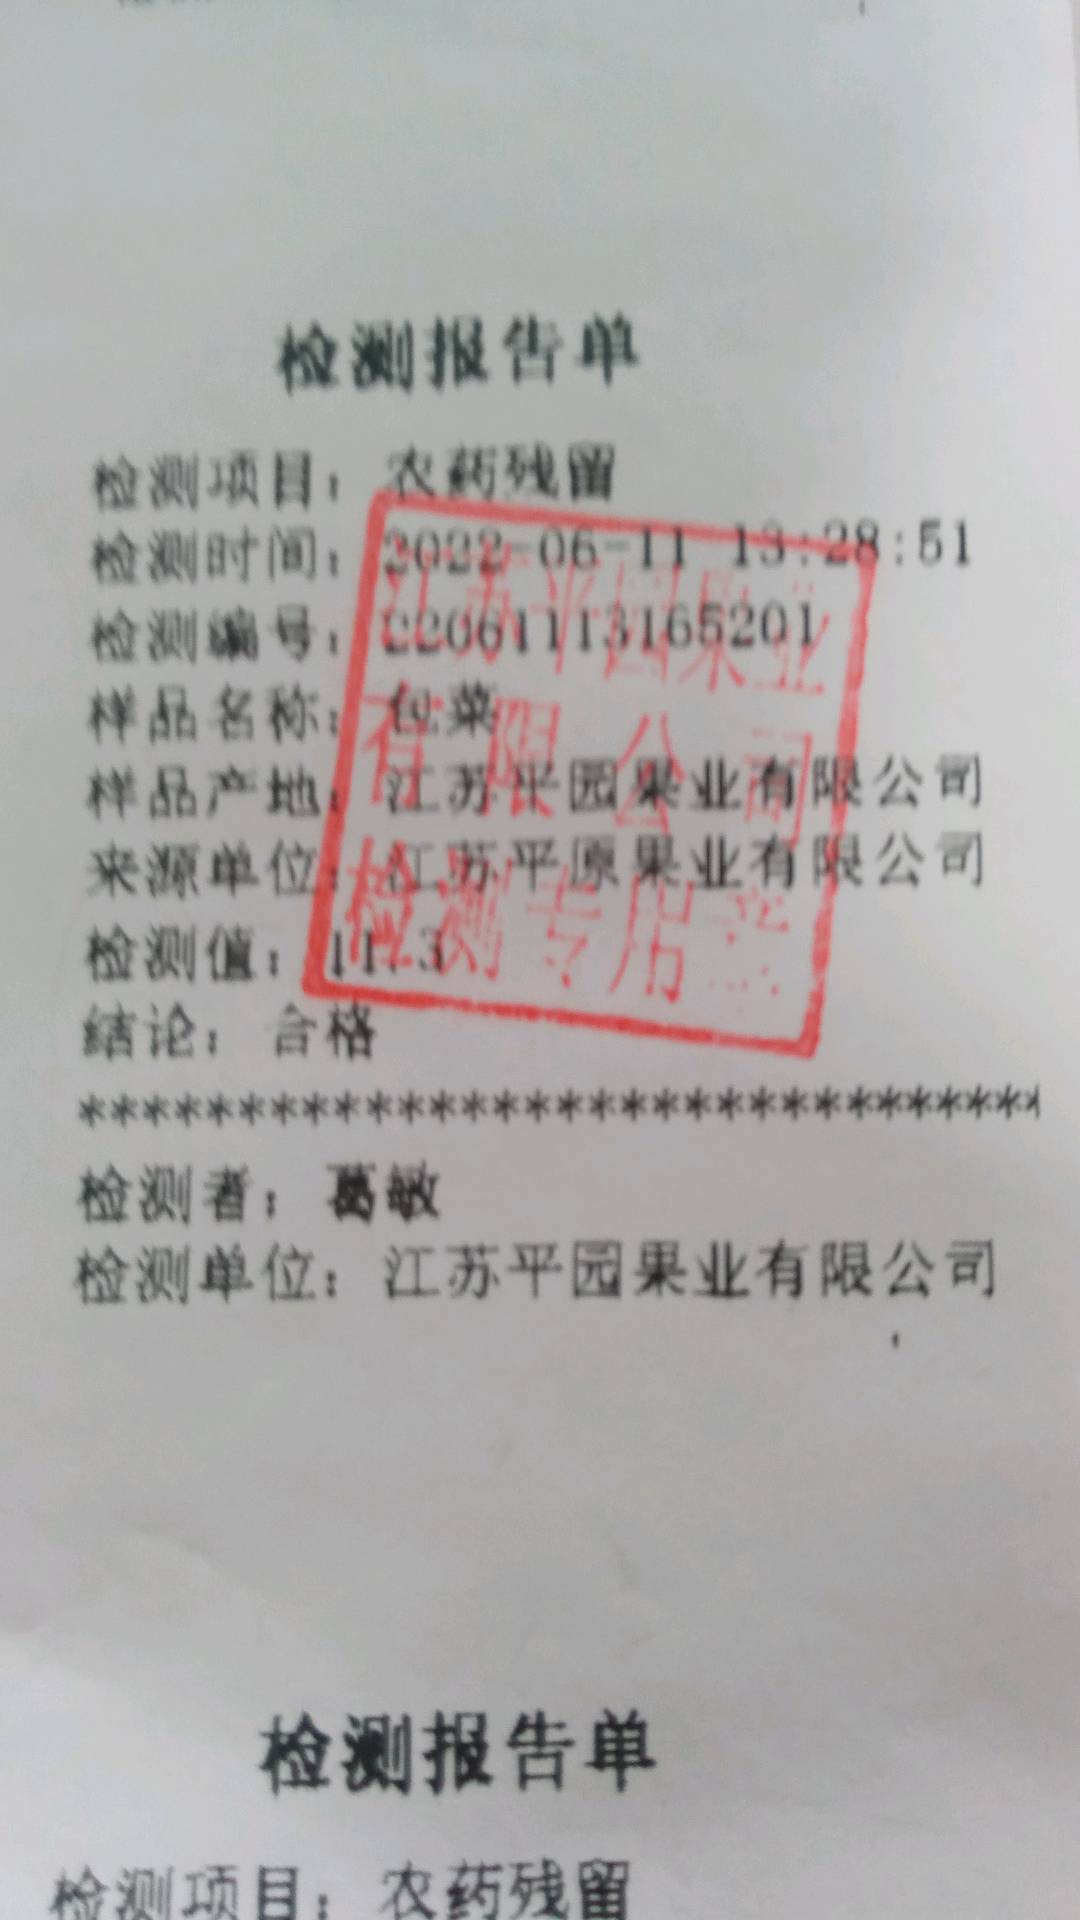 检测报告单
检测项目：农药残留
检测时间：2022-06-11 13:28:51
检测编号：22061113165201
样品名称：包菜
样品产地：江苏平园果业有限公司
来源单位：江苏平原果业有限公司
检测值：11.3
结论：合格
******************************
检测者：葛敏
检测单位：江苏平园果业有限公司
江苏平园果业
有限公司
检测专用
检测报告单
检测项目：农药残留